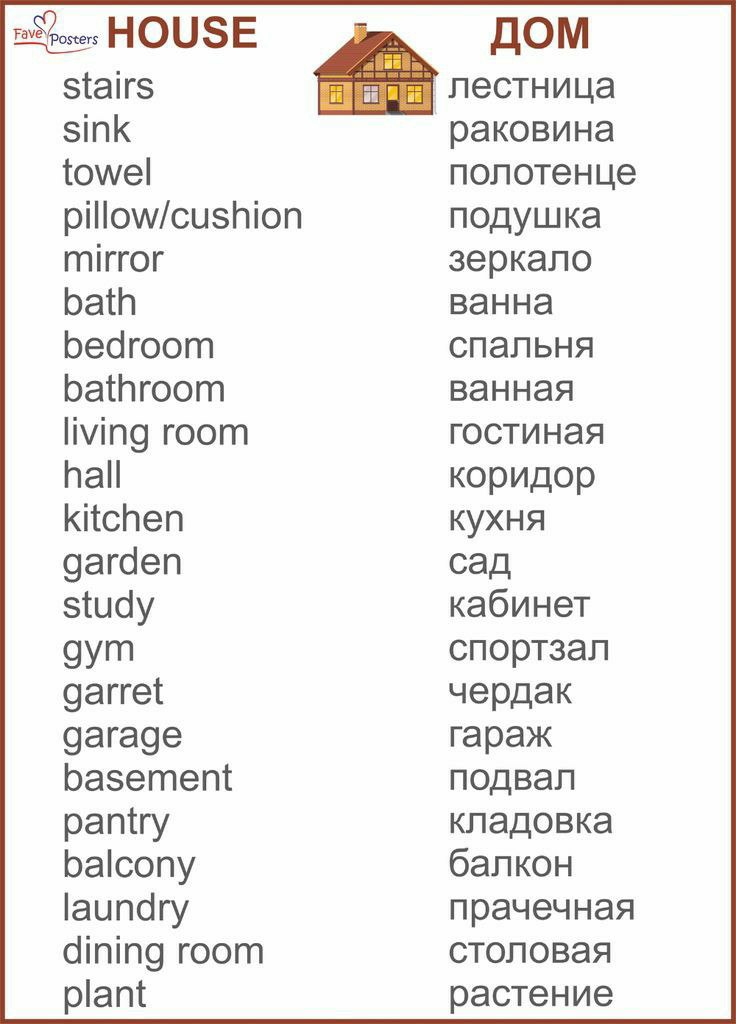 Fave Posters HOUSE ДОМ
stairs лестница
sink раковина
towel полотенце
pillow/cushion подушка
mirror зеркало
bath ванна
bedroom спальня
bathroom ванная
living room гостиная
hall коридор
kitchen кухня
garden сад
study кабинет
gym спортзал
garret чердак
garage гараж
basement подвал
pantry кладовка
balcony балкон
laundry прачечная
dining room столовая
plant растение